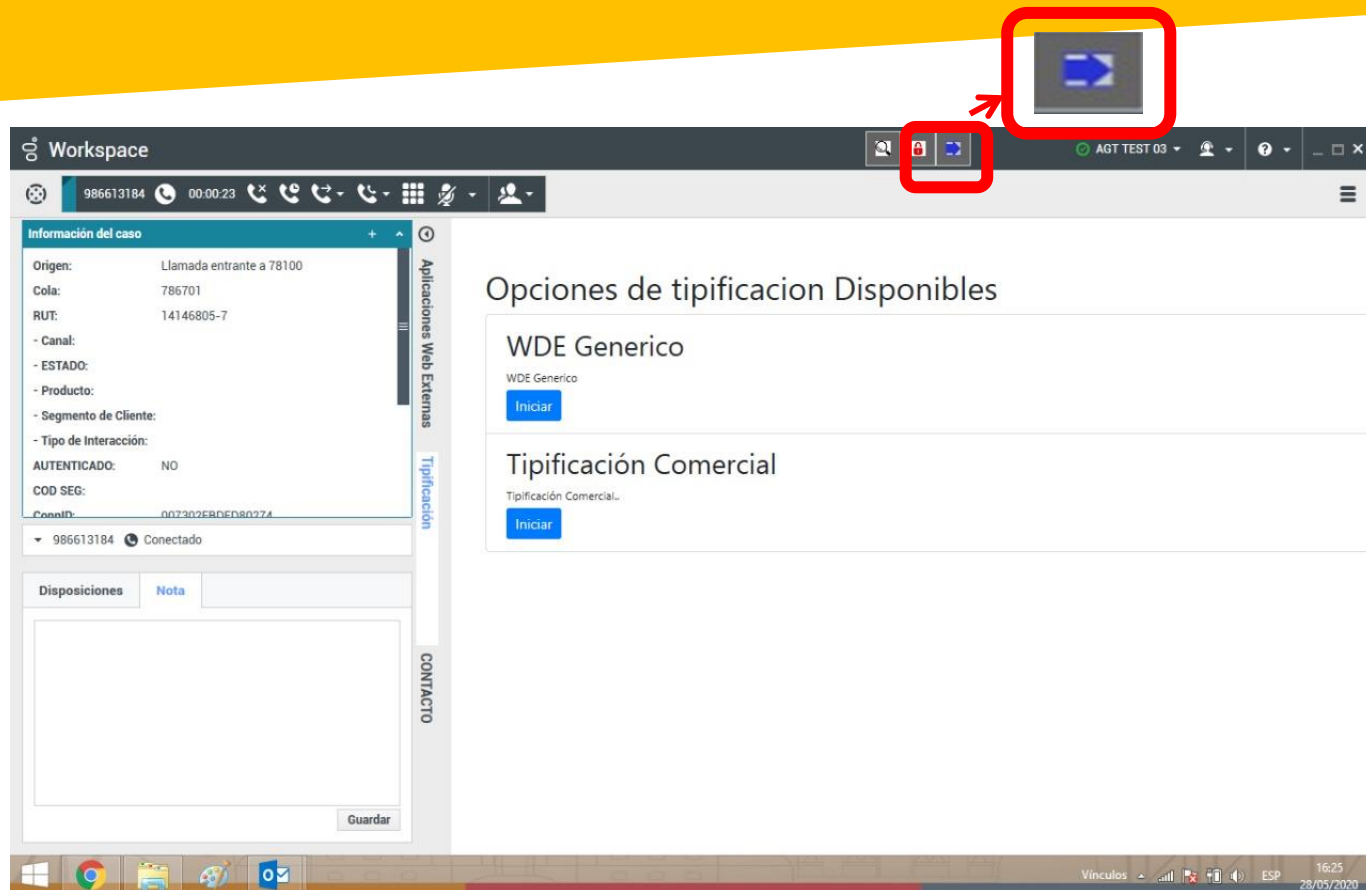 Workspace
AGT TEST 03
986613184 00:00:23
Información del caso
Origen: Llamada entrante a 78100
Cola: 786701
RUT: 14146805-7
- Canal:
- ESTADO:
- Producto:
- Segmento de Cliente:
- Tipo de Interacción:
AUTENTICADO: NO
COD SEG:
ConnID: 007302EBDED80274
986613184 Conectado
Disposiciones Nota
Guardar
Aplicaciones Web Externas
Tipificación
CONTACTO
Opciones de tipificacion Disponibles
WDE Generico
WDE Generico
Iniciar
Tipificación Comercial
Tipificación Comercial..
Iniciar
Vínculos ESP 16:25
28/05/2020